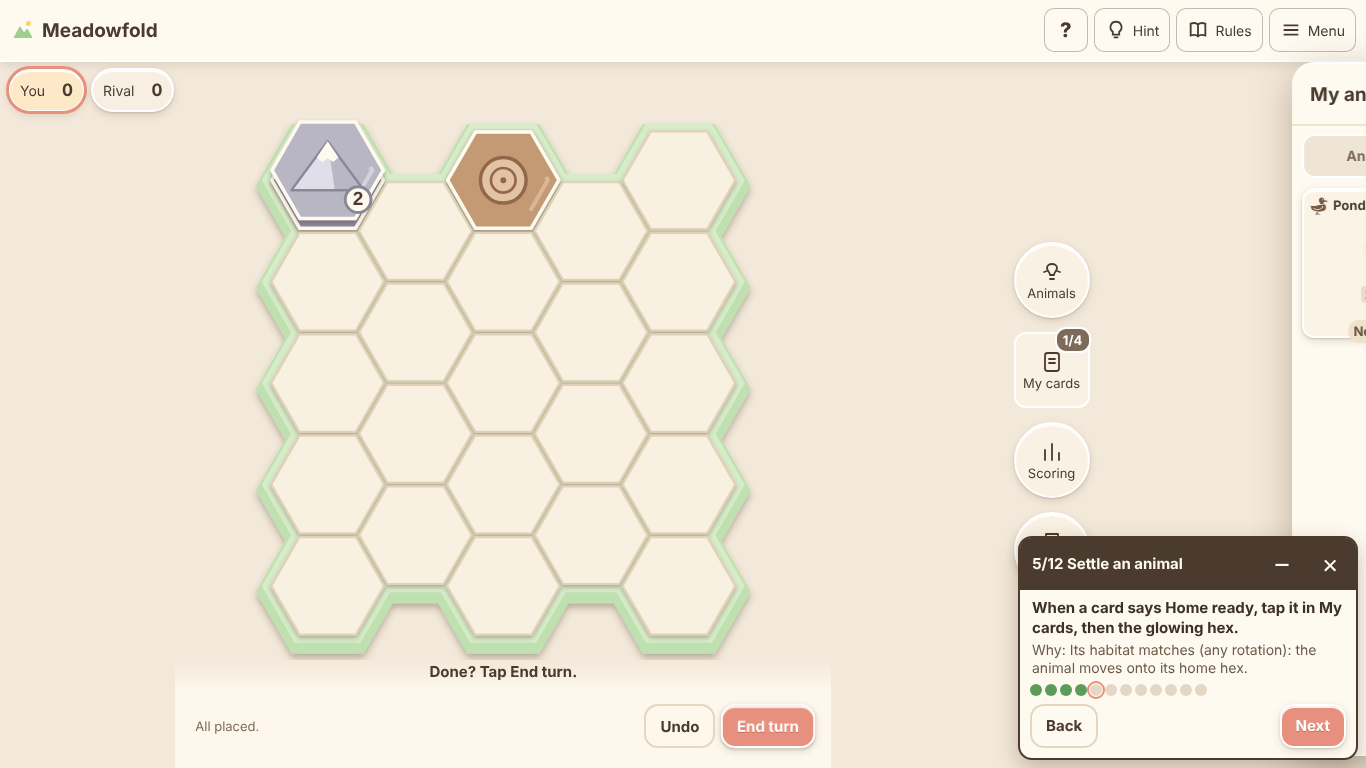 Meadowfold
?
Hint
Rules
Menu
You 0
Rival 0
My an
An
Pond
2
Animals
1/4
My cards
Scoring
5/12 Settle an animal
When a card says Home ready, tap it in My
cards, then the glowing hex.
Why: Its habitat matches (any rotation): the
animal moves onto its home hex.
Back
Next
Done? Tap End turn.
All placed.
Undo
End turn